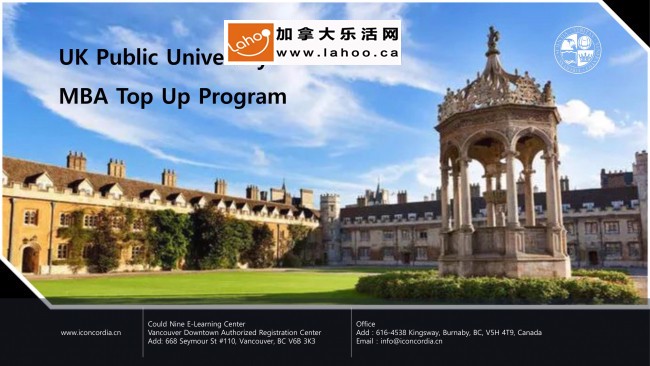 UK Public Unive y
MBA Top Up Program
Lahoo
加拿大乐活网
www.lahoo.ca
www.iconcordia.cn
Could Nine E-Learning Center
Vancouver Downtown Authorized Registration Center
Add: 668 Seymour St #110, Vancouver, BC V6B 3K3
Office
Add : 616-4538 Kingsway, Burnaby, BC, V5H 4T9, Canada
Email : info@iconcordia.cn